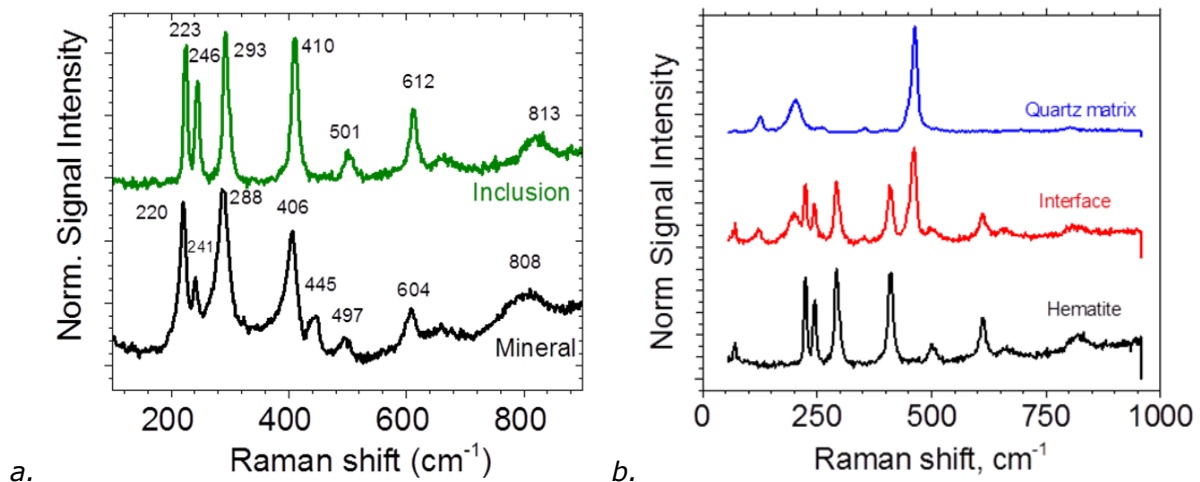 Norm. Signal Intensity
223
246
293
410
501
612
813
Inclusion
220
241
288
406
445
497
604
808
Mineral
200 400 600 800
Raman shift (cm⁻¹)
a.
Norm Signal Intensity
Quartz matrix
Interface
Hematite
0 250 500 750 1000
Raman shift, cm⁻¹
b.